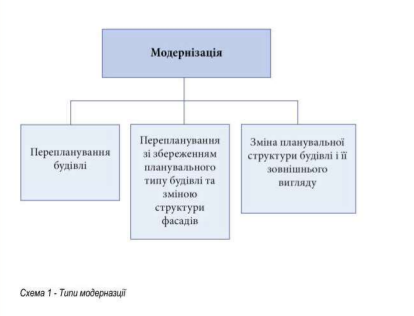 Модернізація
Перепланування
будівлі
Перепланування
зі збереженням
планувального
типу будівлі та
зміною
структури
фасадів
Зміна планувальної
структури будівлі і її
зовнішнього
вигляду
Схема 1 - Типи модерназції